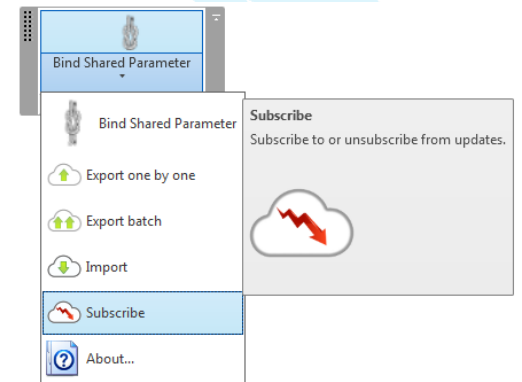 Bind Shared Parameter
Bind Shared Parameter
Subscribe
Subscribe to or unsubscribe from updates.
Export one by one
Export batch
Import
Subscribe
About...